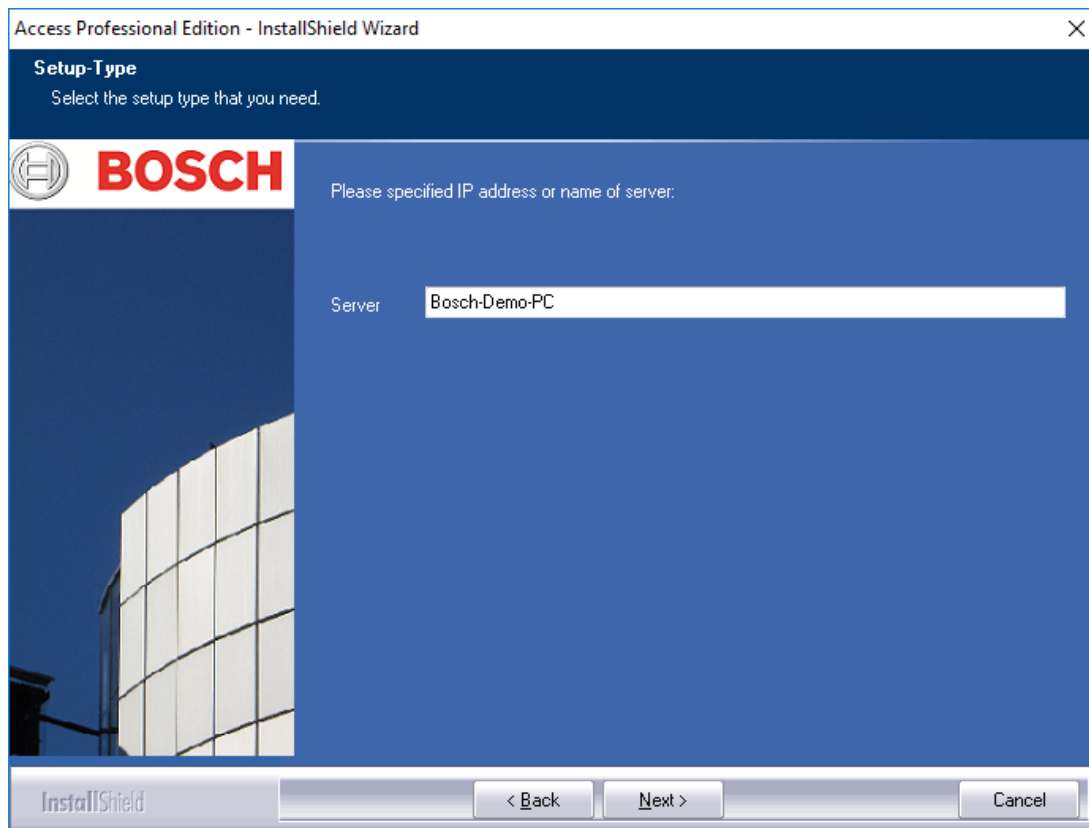 Access Professional Edition - InstallShield Wizard
Setup-Type
Select the setup type that you need.
BOSCH
Please specified IP address or name of server:
Server
Bosch-Demo-PC
InstallShield
< Back
Next >
Cancel